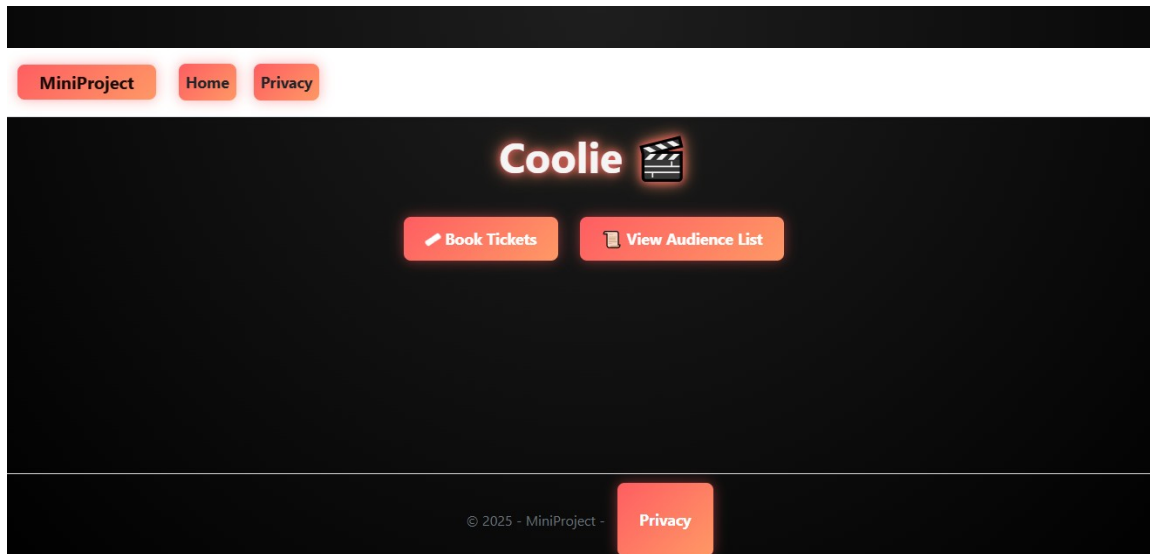 MiniProject Home Privacy
Coolie 🎬
Book Tickets 📜 View Audience List
© 2025 - MiniProject - Privacy